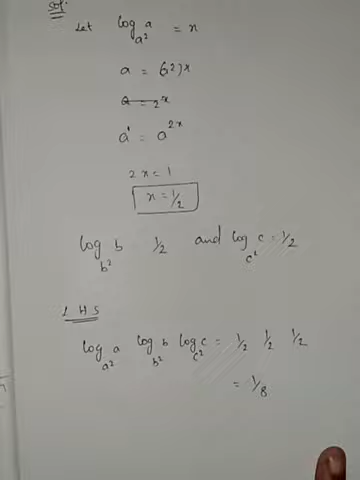 Sol:
Let log_{a²} a = x
a = (a²)^x
a = 2^x
a¹ = a^{2x}
2x = 1
x = 1/2
log_{b²} b 1/2 and log_{c²} c = 1/2
LHS
log_{a²} a log_{b²} b log_{c²} c = 1/2 1/2 1/2
= 1/8